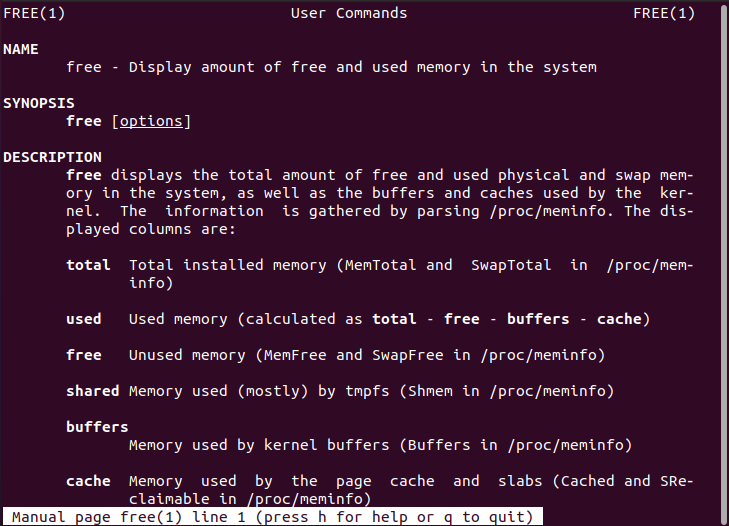 FREE(1)                          User Commands                         FREE(1)
NAME
       free - Display amount of free and used memory in the system
SYNOPSIS
       free [options]
DESCRIPTION
       free displays the total amount of free and used physical and swap mem-
       ory in the system, as well as the buffers and caches used by the  ker-
       nel.  The  information  is gathered by parsing /proc/meminfo. The dis-
       played columns are:
       total  Total installed memory (MemTotal and  SwapTotal  in  /proc/mem-
              info)
       used   Used memory (calculated as total - free - buffers - cache)
       free   Unused memory (MemFree and SwapFree in /proc/meminfo)
       shared Memory used (mostly) by tmpfs (Shmem in /proc/meminfo)
       buffers
              Memory used by kernel buffers (Buffers in /proc/meminfo)
       cache  Memory  used  by  the  page  cache  and  slabs (Cached and SRe-
              claimable in /proc/meminfo)
 Manual page free(1) line 1 (press h for help or q to quit)